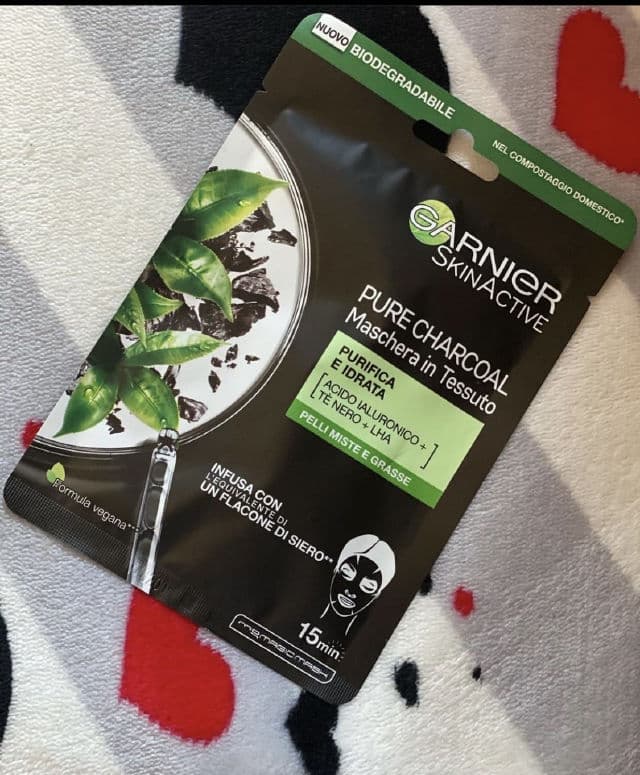 NUOVO
BIODEGRADABILE
NEL COMPOSTAGGIO DOMESTICO*
GARNIER
SKINACTIVE
PURE CHARCOAL
Maschera in Tessuto
PURIFICA
E IDRATA
[ACIDO IALURONICO +
TÈ NERO + LHA]
PELLI MISTE E GRASSE
Formula vegana***
INFUSA CON
L'EQUIVALENTE DI
UN FLACONE DI SIERO**
15min